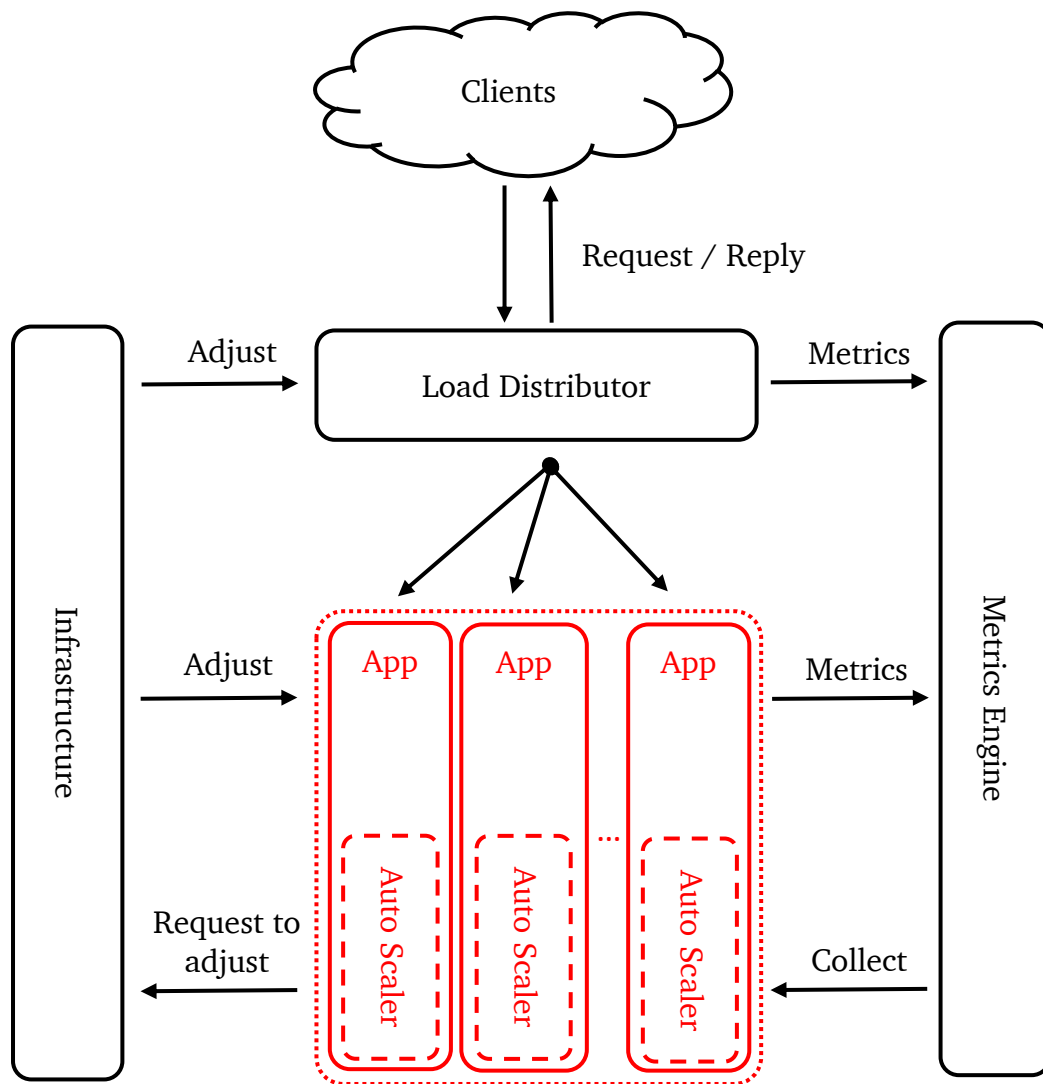 Clients
Request / Reply
Adjust
Load Distributor
Metrics
Infrastructure
Adjust
App
App
App
Metrics
Metrics Engine
...
Auto Scaler
Auto Scaler
Auto Scaler
Request to
adjust
Collect